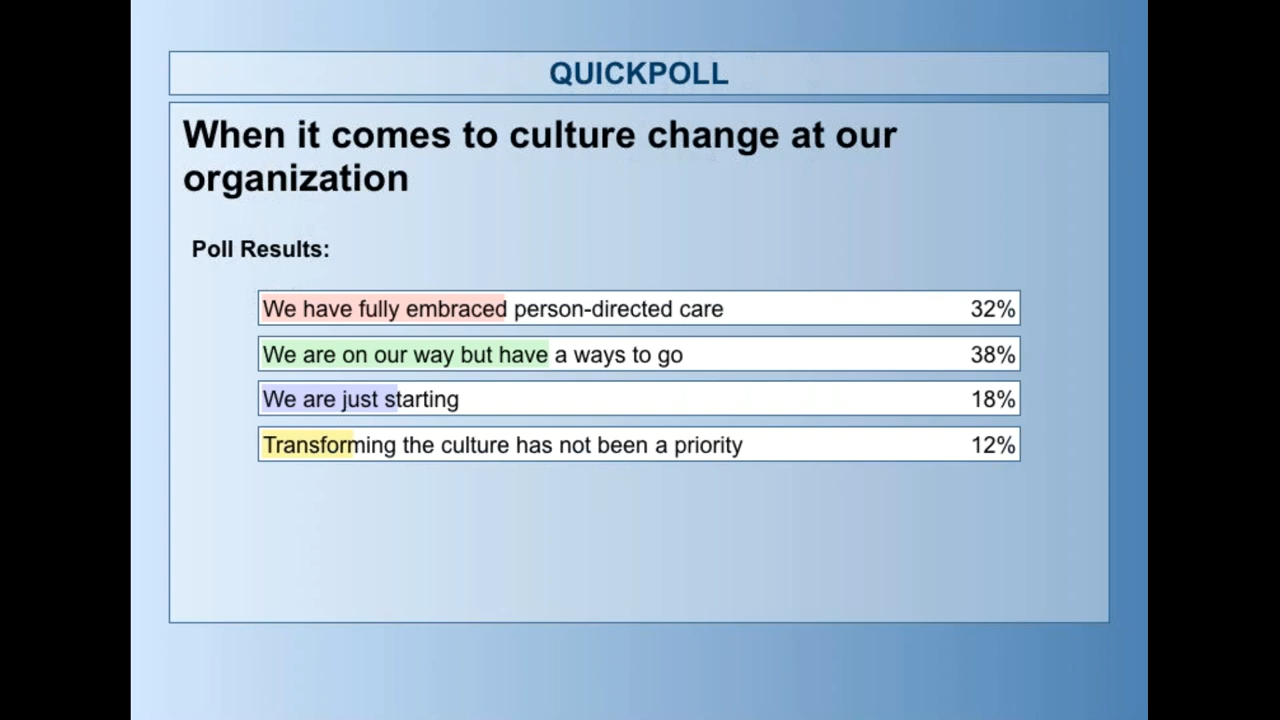 QUICKPOLL
When it comes to culture change at our
organization
Poll Results:
We have fully embraced person-directed care 32%
We are on our way but have a ways to go 38%
We are just starting 18%
Transforming the culture has not been a priority 12%